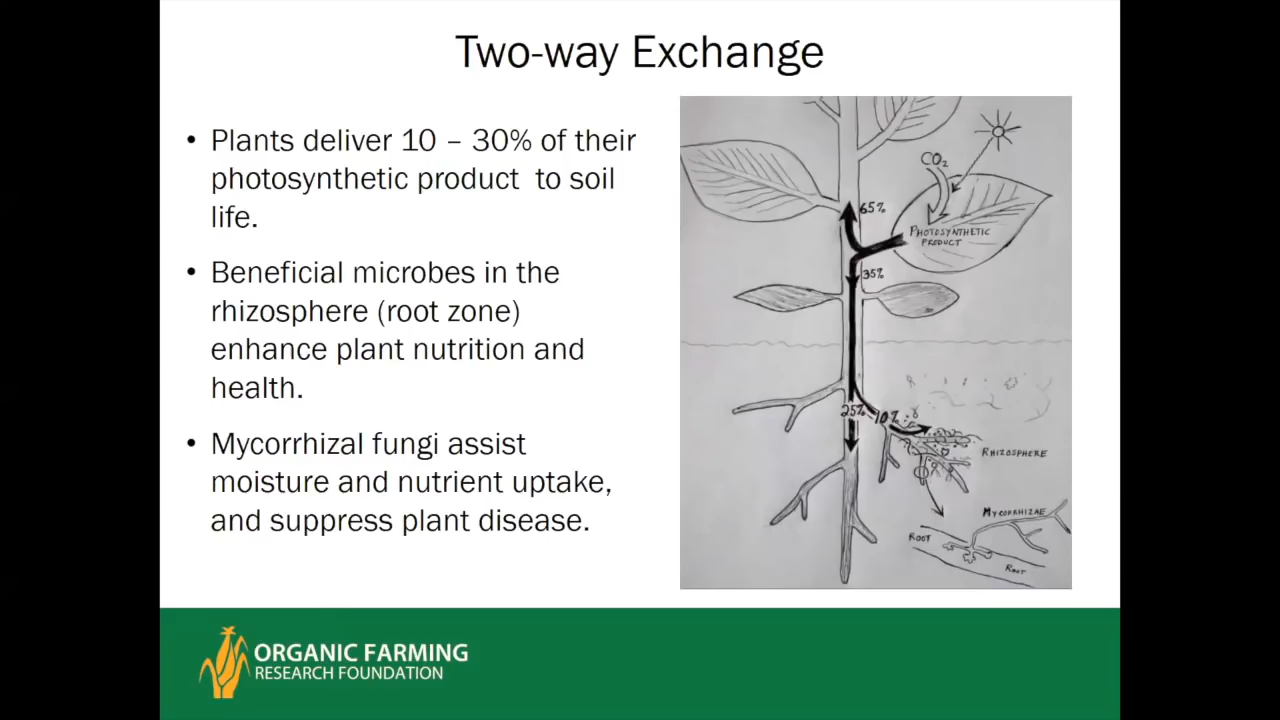 Two-way Exchange
• Plants deliver 10 – 30% of their
photosynthetic product to soil
life.
• Beneficial microbes in the
rhizosphere (root zone)
enhance plant nutrition and
health.
• Mycorrhizal fungi assist
moisture and nutrient uptake,
and suppress plant disease.
CO₂
65%
PHOTOSYNTHETIC
PRODUCT
35%
25%
10%
RHIZOSPHERE
MYCORRHIZAE
ROOT
ROOT
ORGANIC FARMING
RESEARCH FOUNDATION